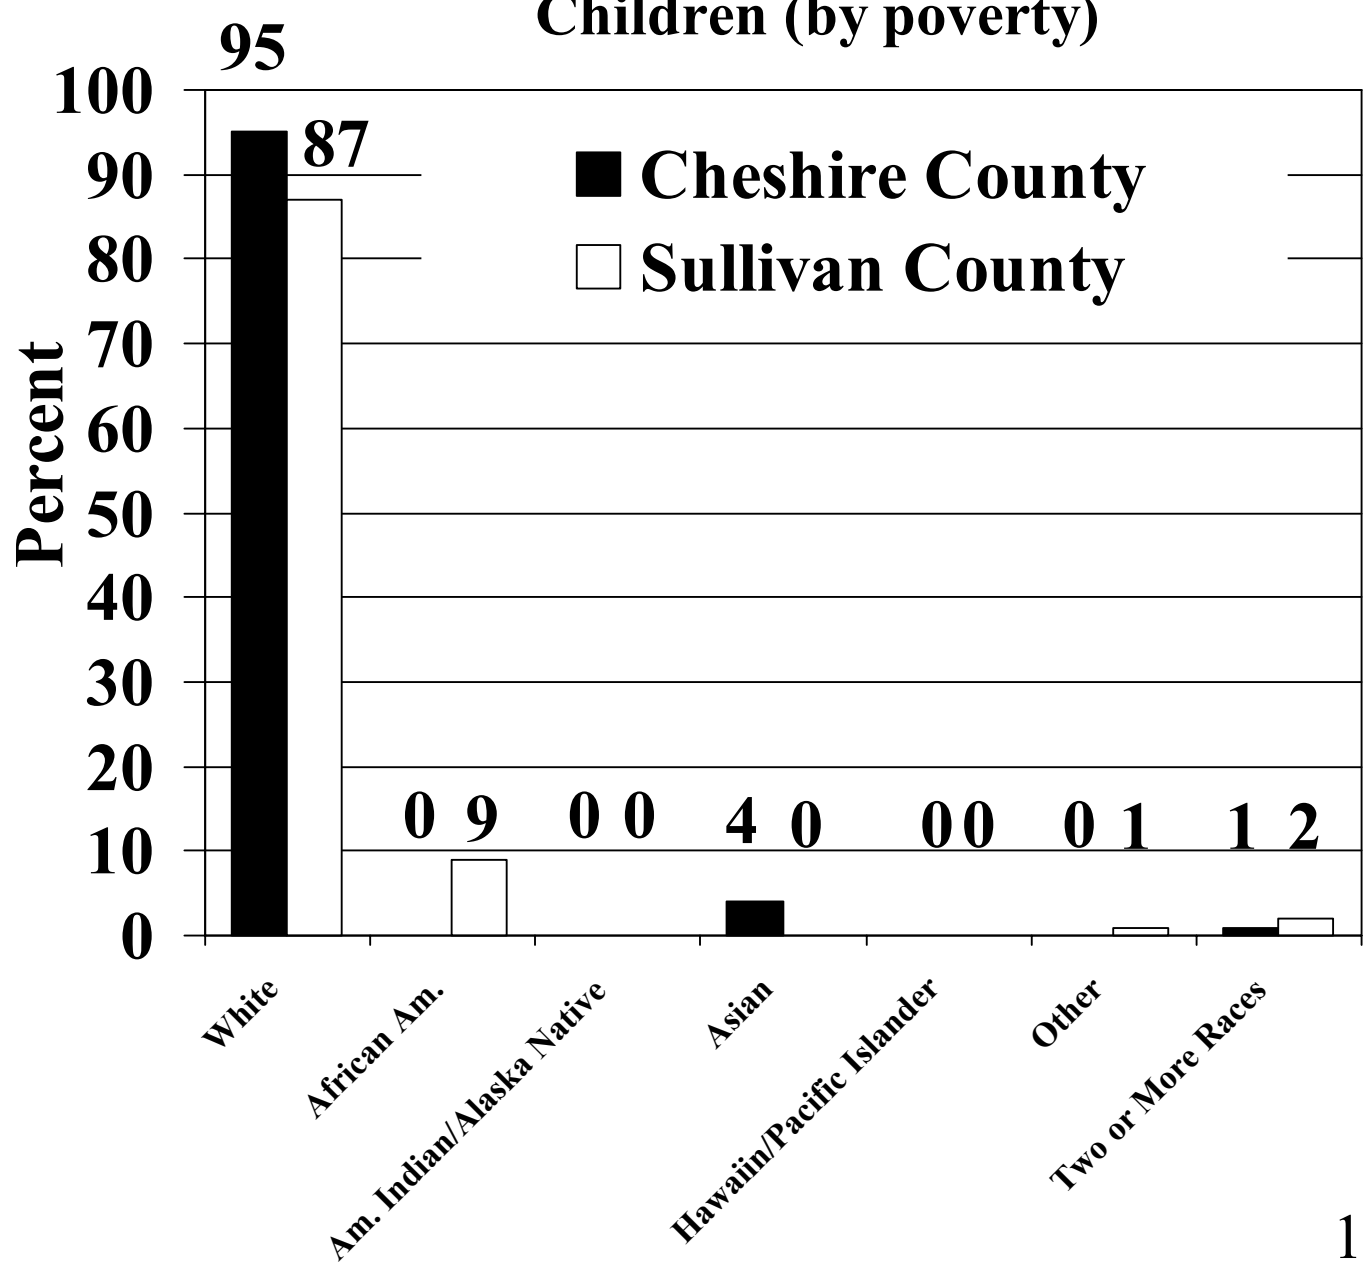 Children (by poverty)
95
87
100
90
80
70
60
50
40
30
20
10
0
Percent
Cheshire County
Sullivan County
0 9 0 0 4 0 0 0 0 1 1 2
White
African Am.
Am. Indian/Alaska Native
Asian
Hawaiin/Pacific Islander
Other
Two or More Races
1